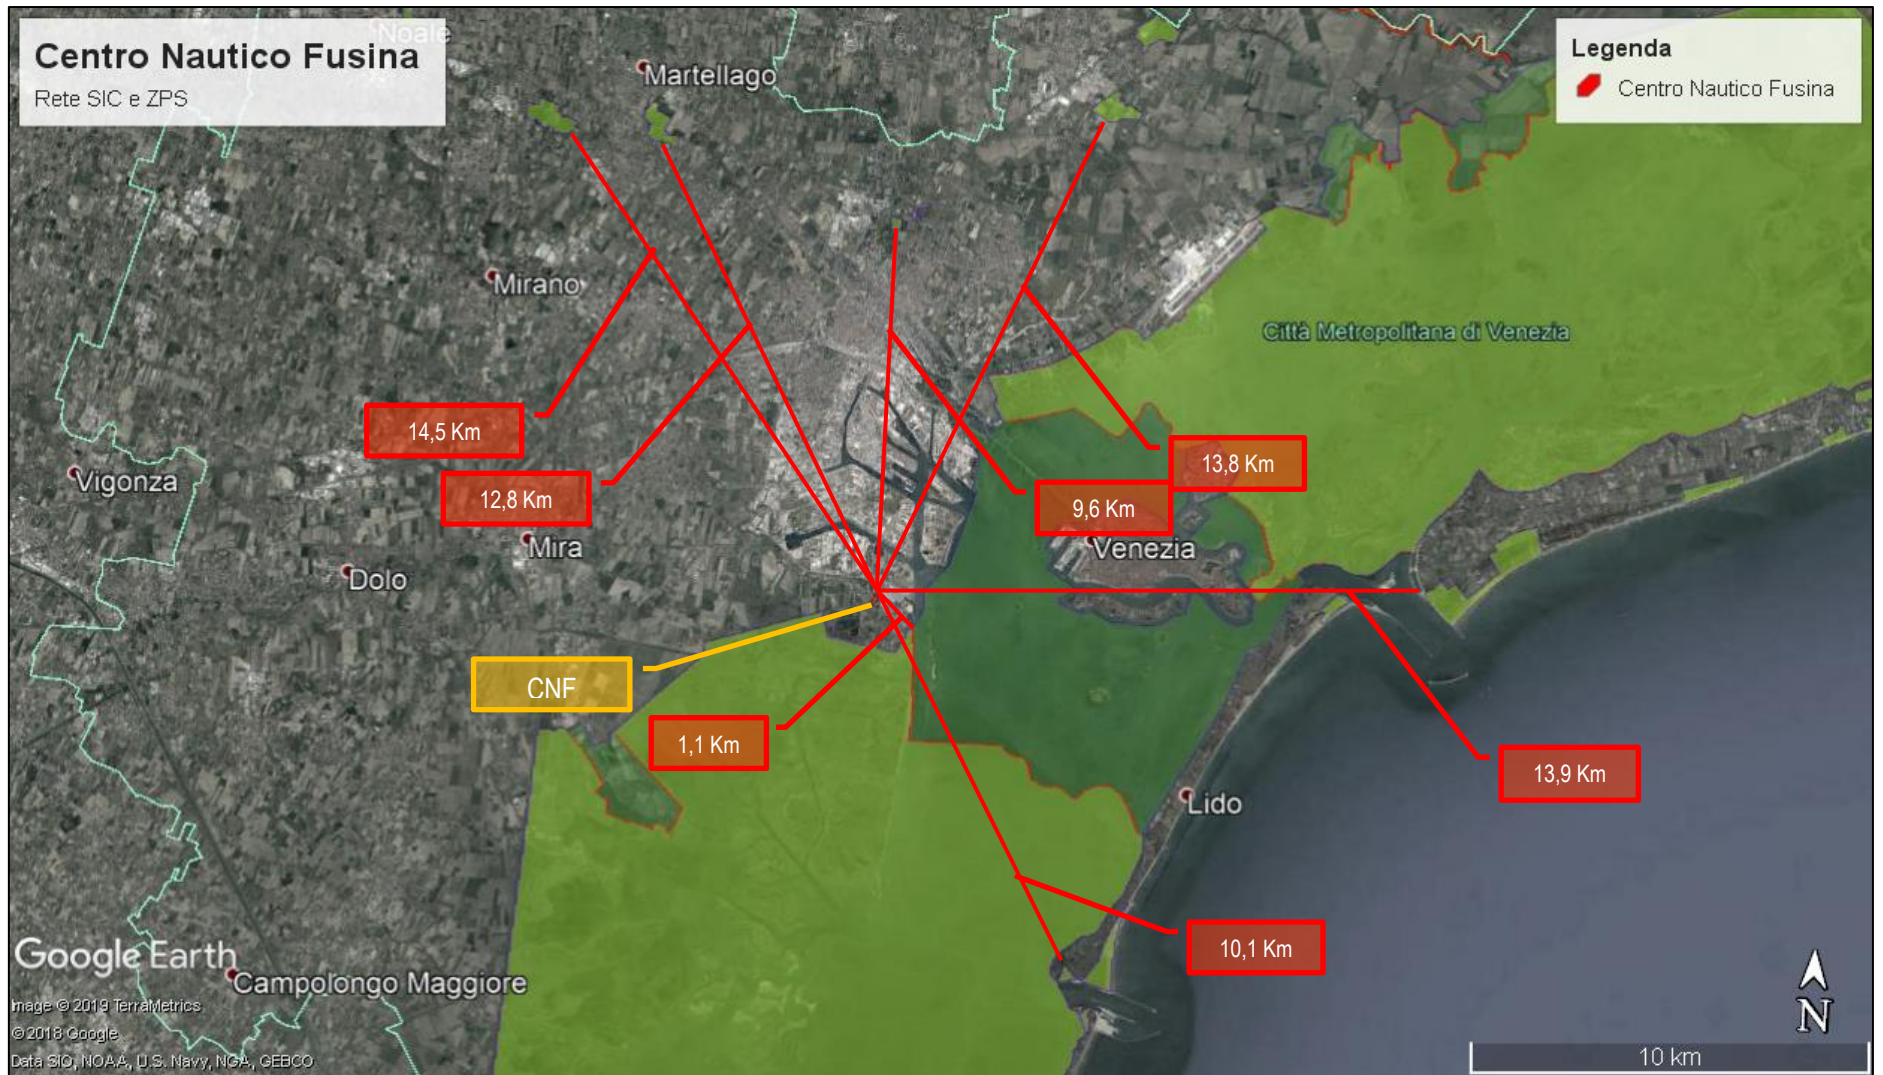 Noale
Centro Nautico Fusina
Rete SIC e ZPS
Martellago
Legenda
Centro Nautico Fusina
Mirano
Città Metropolitana di Venezia
14,5 Km
13,8 Km
Vigonza
12,8 Km
9,6 Km
Mira
Venezia
Dolo
CNF
1,1 Km
13,9 Km
Lido
10,1 Km
Google Earth
Campolongo Maggiore
Image © 2019 TerraMetrics
© 2018 Google
Data SIO, NOAA, U.S. Navy, NGA, GEBCO
N
10 km